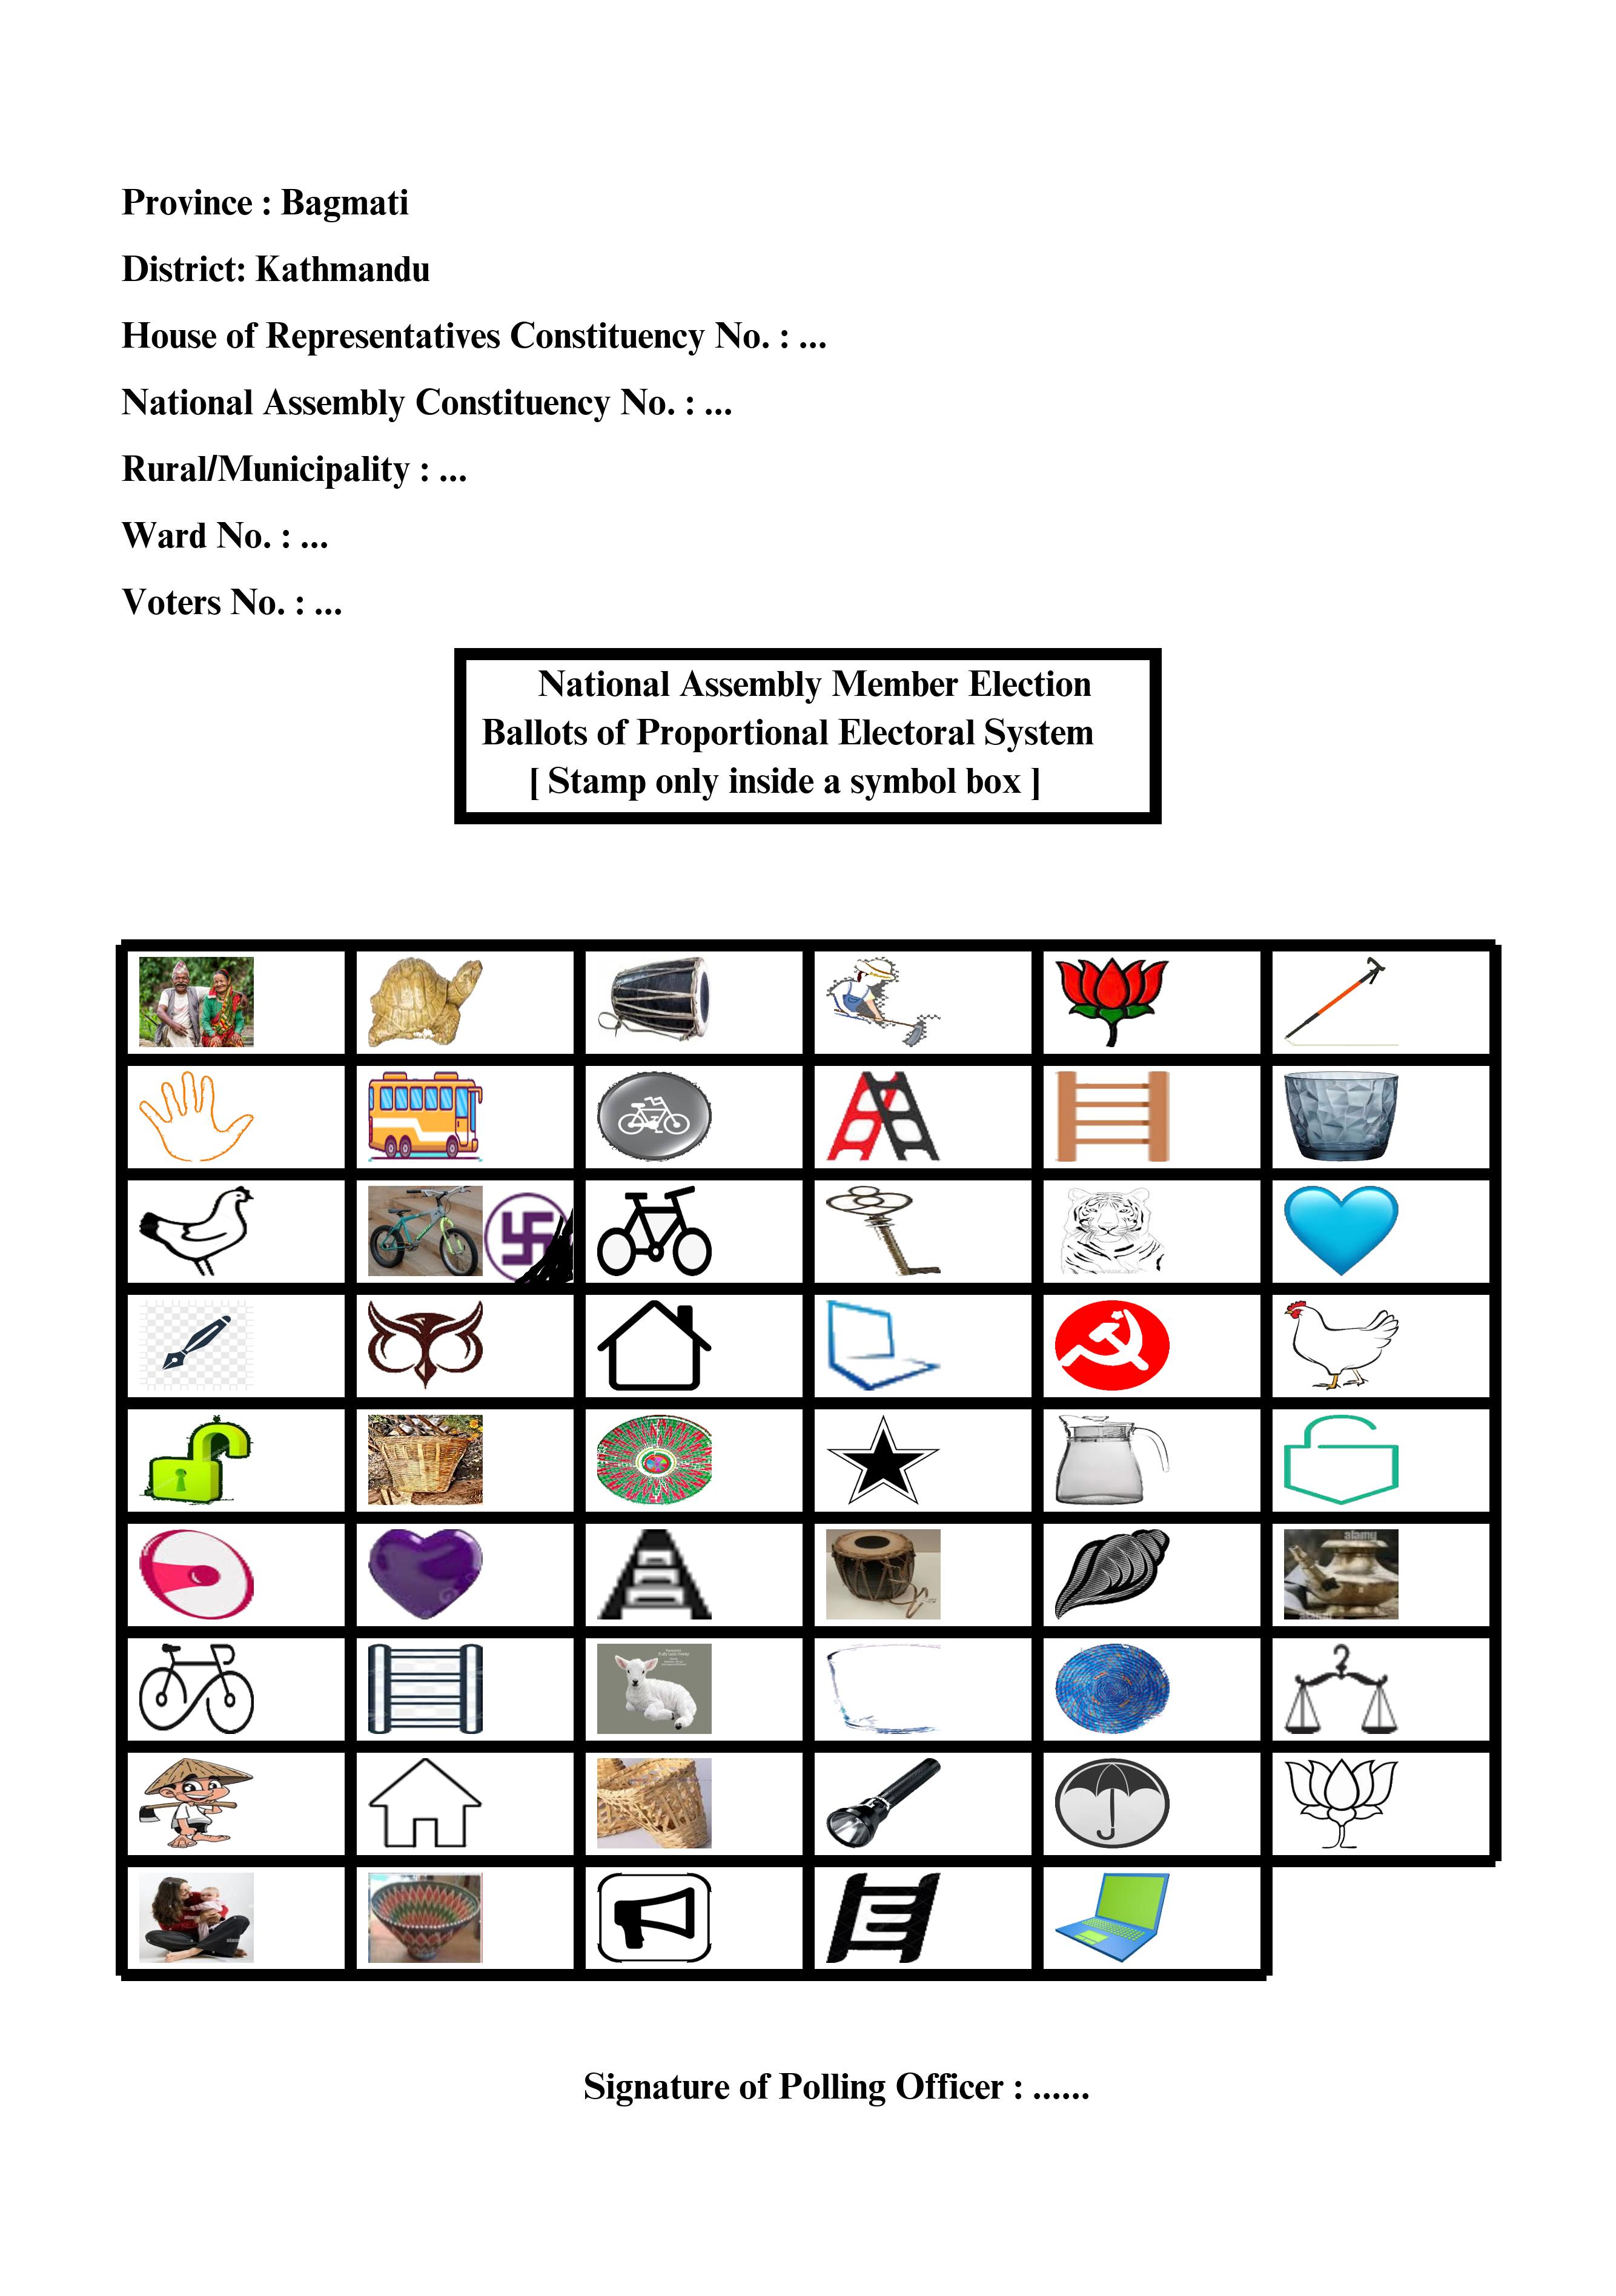 Province : Bagmati
District: Kathmandu
House of Representatives Constituency No. : ...
National Assembly Constituency No. : ...
Rural/Municipality : ...
Ward No. : ...
Voters No. : ...
National Assembly Member Election
Ballots of Proportional Electoral System
[ Stamp only inside a symbol box ]
alamy
Signature of Polling Officer : ......